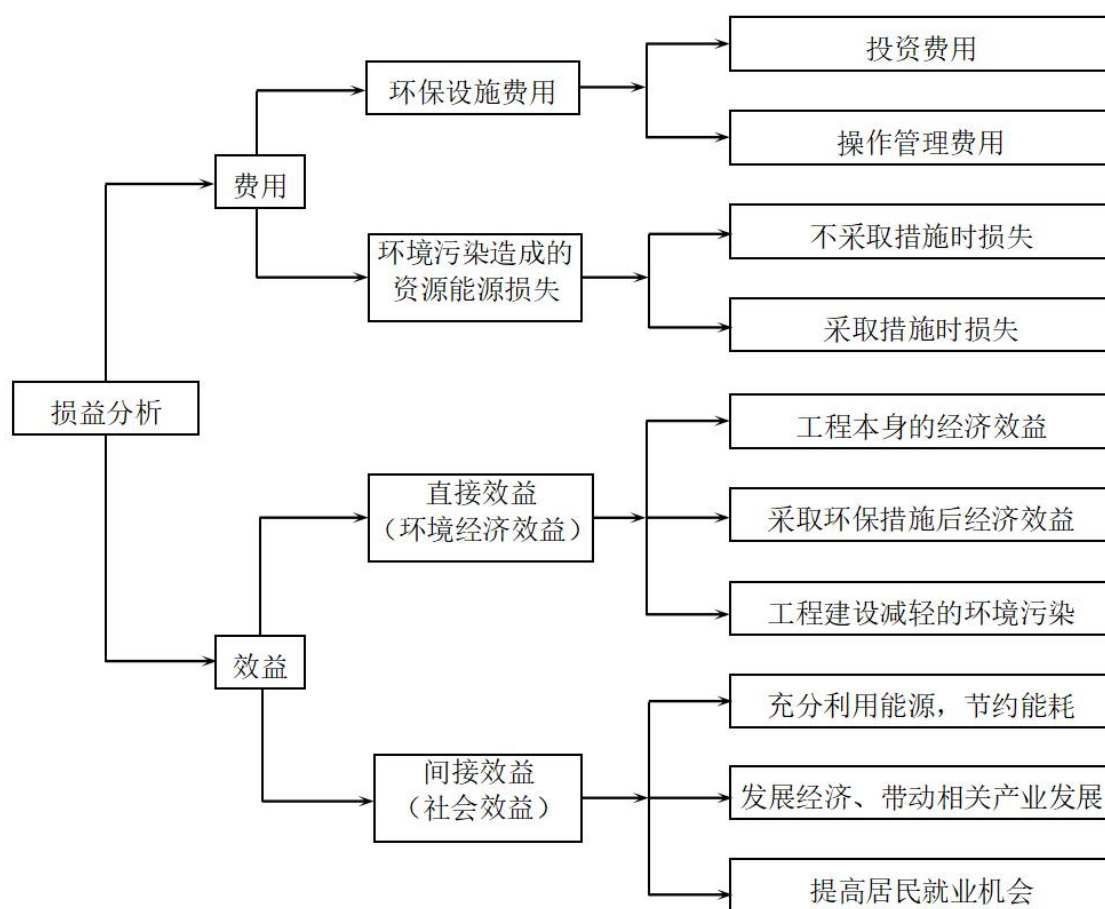 投资费用
环保设施费用
操作管理费用
费用
不采取措施时损失
环境污染造成的
资源能源损失
采取措施时损失
损益分析
工程本身的经济效益
直接效益
（环境经济效益）
采取环保措施后经济效益
工程建设减轻的环境污染
效益
充分利用能源，节约能耗
间接效益
（社会效益）
发展经济、带动相关产业发展
提高居民就业机会